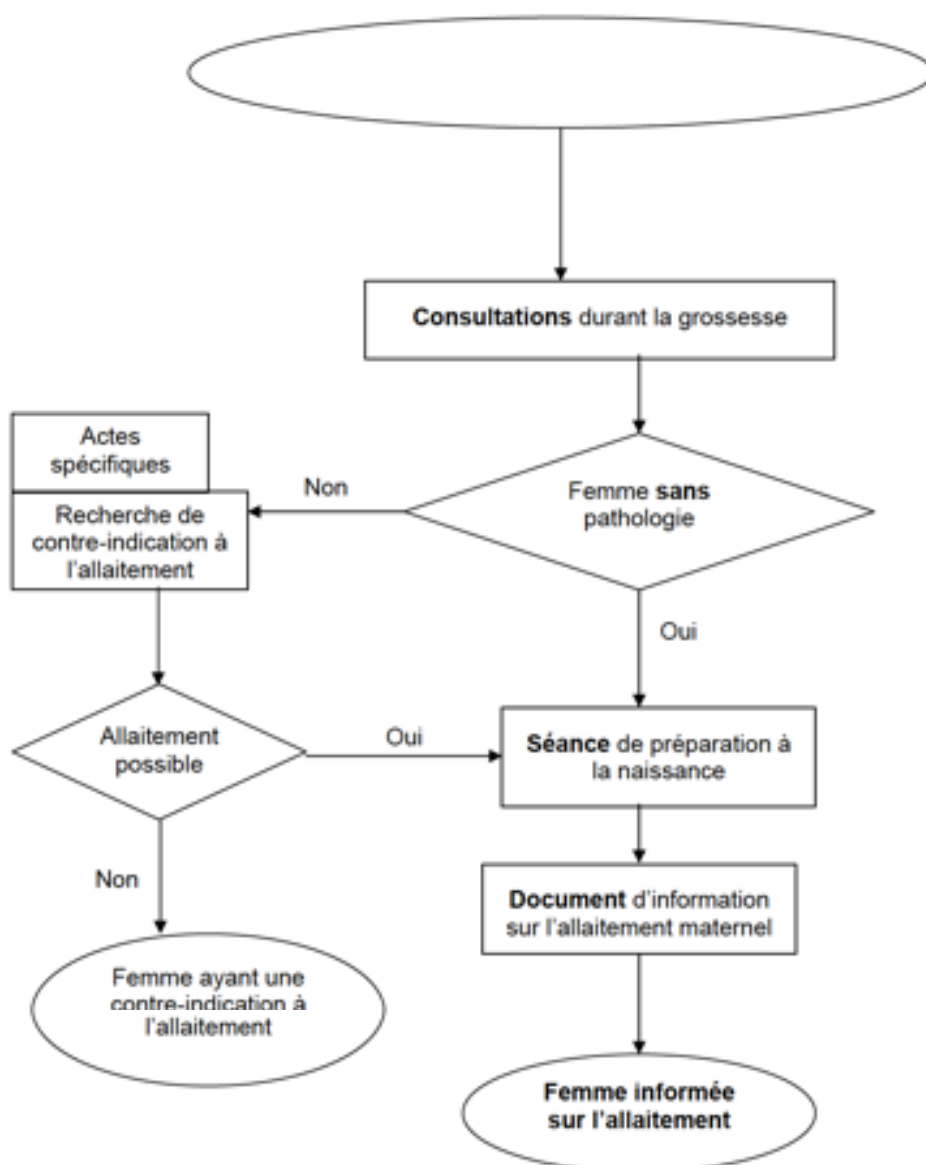 Consultations durant la grossesse
Actes
spécifiques
Non
Femme sans
pathologie
Recherche de
contre-indication à
l'allaitement
Oui
Allaitement
possible
Oui
Séance de préparation à
la naissance
Non
Document d'information
sur l'allaitement maternel
Femme ayant une
contre-indication à
l'allaitement
Femme informée
sur l'allaitement